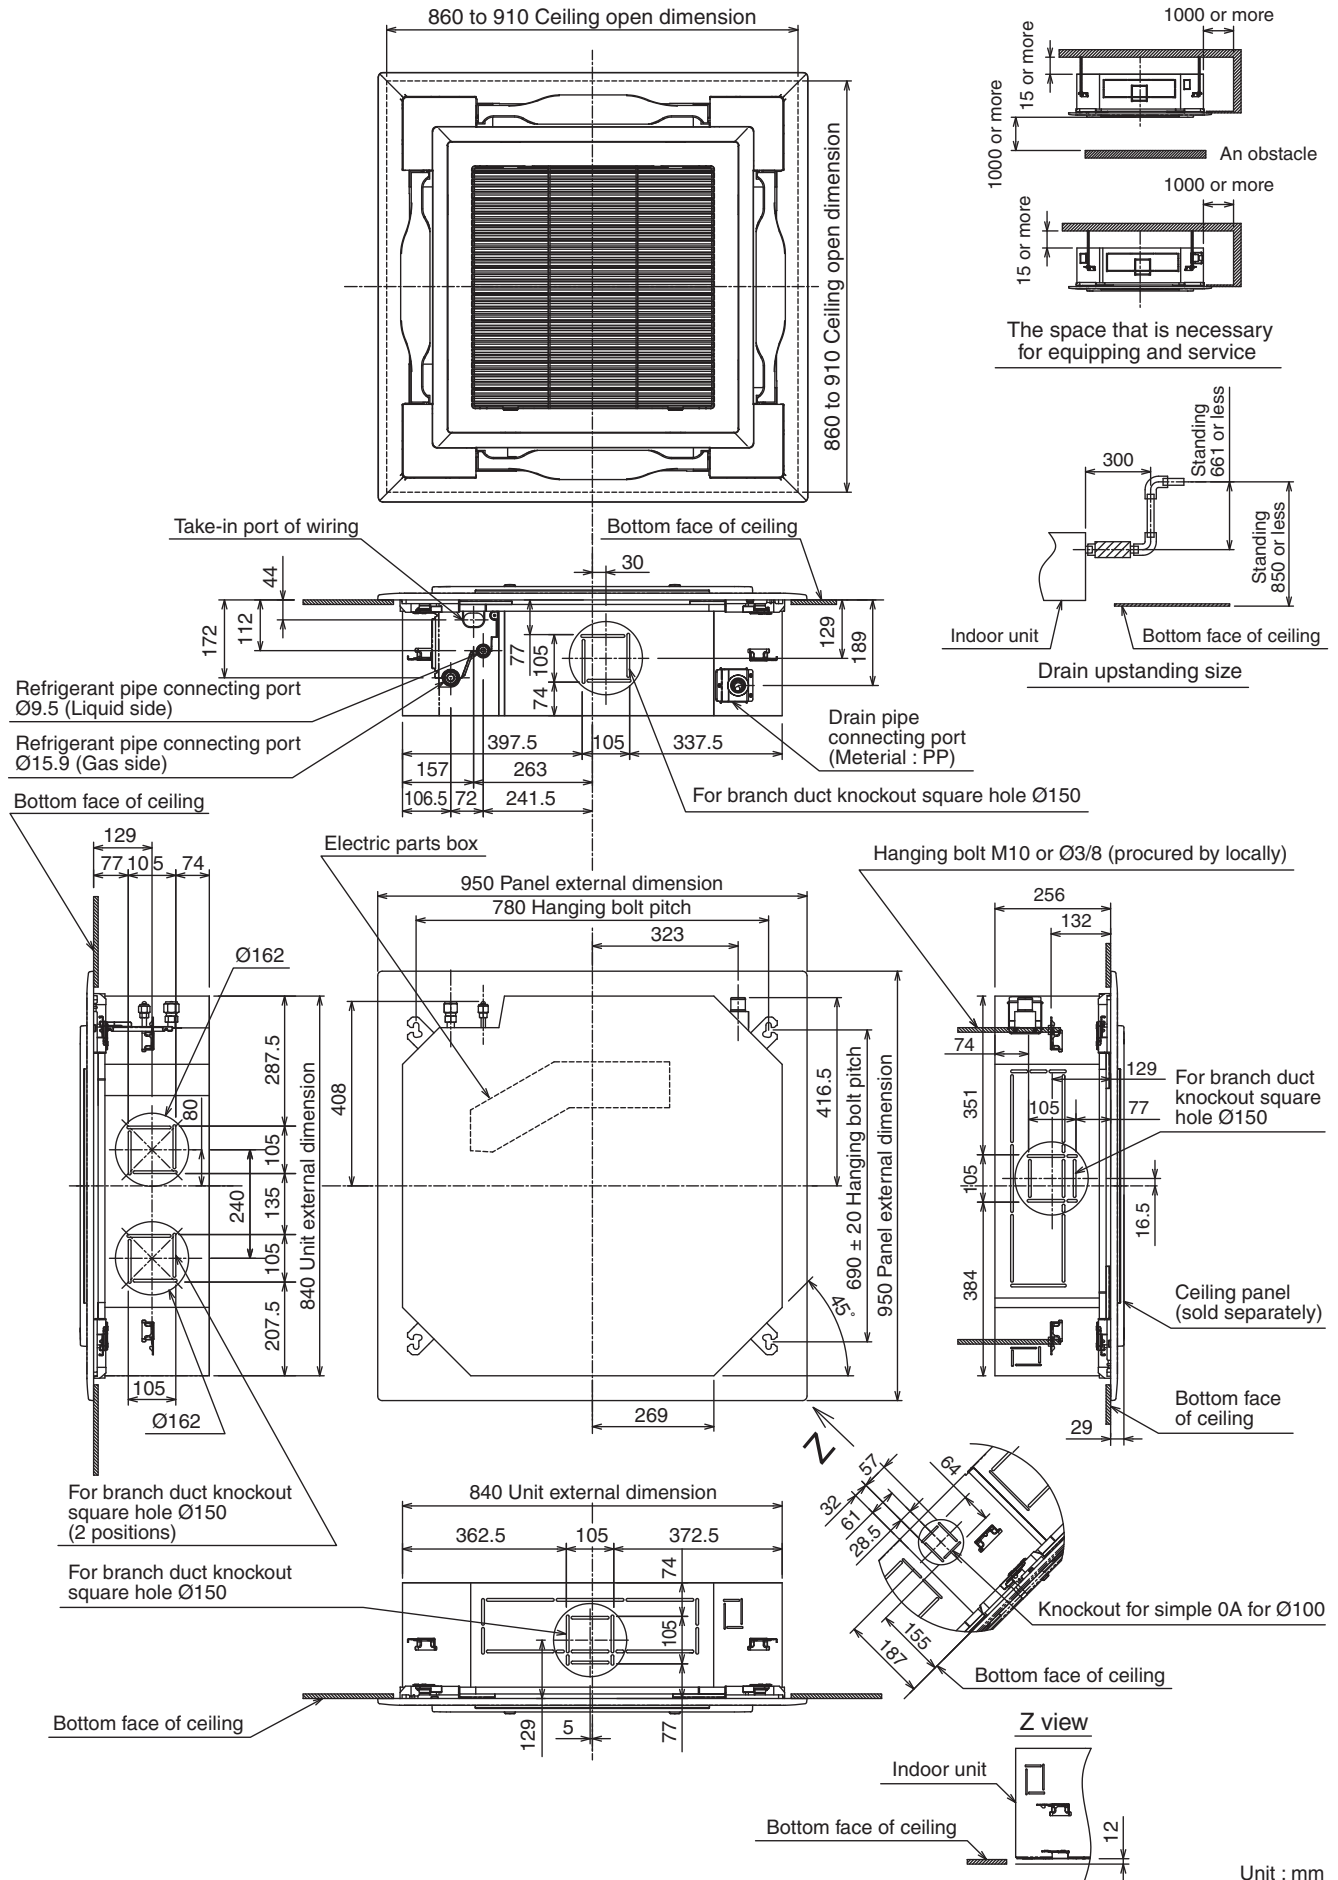 860 to 910 Ceiling open dimension
860 to 910 Ceiling open dimension
1000 or more
15 or more
1000 or more
An obstacle
1000 or more
15 or more
The space that is necessary
for equipping and service
300
Standing
661 or less
Standing
850 or less
Indoor unit
Bottom face of ceiling
Drain upstanding size
Take-in port of wiring
Bottom face of ceiling
30
44
112
172
77
105
74
129
189
Refrigerant pipe connecting port
Ø9.5 (Liquid side)
Refrigerant pipe connecting port
Ø15.9 (Gas side)
Drain pipe
connecting port
(Meterial : PP)
397.5
105
337.5
157
263
106.5
72
241.5
For branch duct knockout square hole Ø150
Bottom face of ceiling
129
77
105
74
Ø162
287.5
80
105
135
240
105
207.5
840 Unit external dimension
105
Ø162
For branch duct knockout
square hole Ø150
(2 positions)
For branch duct knockout
square hole Ø150
Electric parts box
950 Panel external dimension
780 Hanging bolt pitch
323
408
416.5
690 ± 20 Hanging bolt pitch
950 Panel external dimension
45°
269
Z
Hanging bolt M10 or Ø3/8 (procured by locally)
256
132
74
129
351
105
77
105
16.5
384
For branch duct
knockout square
hole Ø150
Ceiling panel
(sold separately)
Bottom face
of ceiling
29
840 Unit external dimension
362.5
105
372.5
74
105
77
129
5
Bottom face of ceiling
57
64
32
61
28.5
Knockout for simple 0A for Ø100
155
187
Bottom face of ceiling
Z view
Indoor unit
Bottom face of ceiling
12
Unit : mm